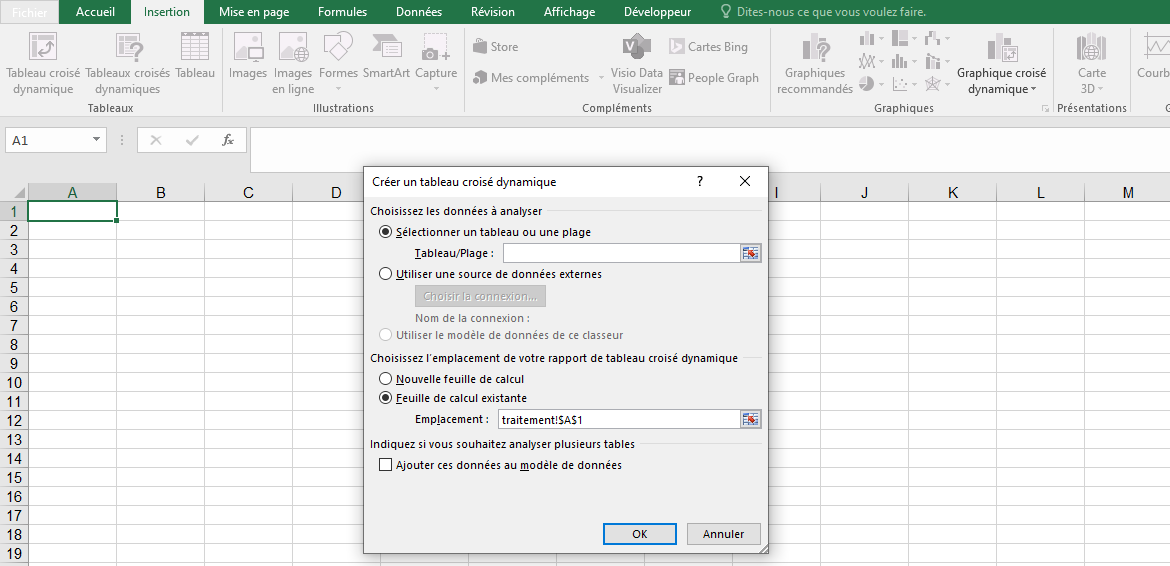 Fichier Accueil Insertion Mise en page Formules Données Révision Affichage Développeur Dites-nous ce que vous voulez faire.
Tableau croisé dynamique
Tableaux croisés dynamiques
Tableau
Tableaux
Images
Images en ligne
Formes
SmartArt
Capture
Illustrations
Store
Mes compléments
Visio Data Visualizer
Cartes Bing
People Graph
Compléments
Graphiques recommandés
Graphique croisé dynamique
Graphiques
Carte 3D
Présentations
Courb
G
A1
fx
A B C D I J K L M
1
2
3
4
5
6
7
8
9
10
11
12
13
14
15
16
17
18
19
Créer un tableau croisé dynamique ?
Choisissez les données à analyser
Sélectionner un tableau ou une plage
Tableau/Plage :
Utiliser une source de données externes
Choisir la connexion...
Nom de la connexion :
Utiliser le modèle de données de ce classeur
Choisissez l'emplacement de votre rapport de tableau croisé dynamique
Nouvelle feuille de calcul
Feuille de calcul existante
Emplacement : traitement!$A$1
Indiquez si vous souhaitez analyser plusieurs tables
Ajouter ces données au modèle de données
OK Annuler